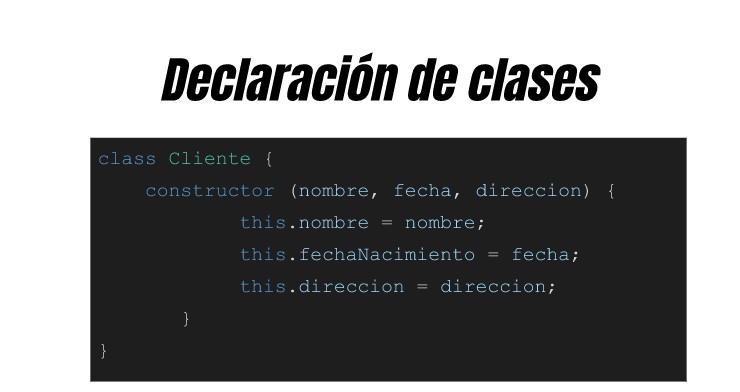 Declaración de clases
class Cliente {
constructor (nombre, fecha, direccion) {
this.nombre = nombre;
this.fechaNacimiento = fecha;
this.direccion = direccion;
}
}